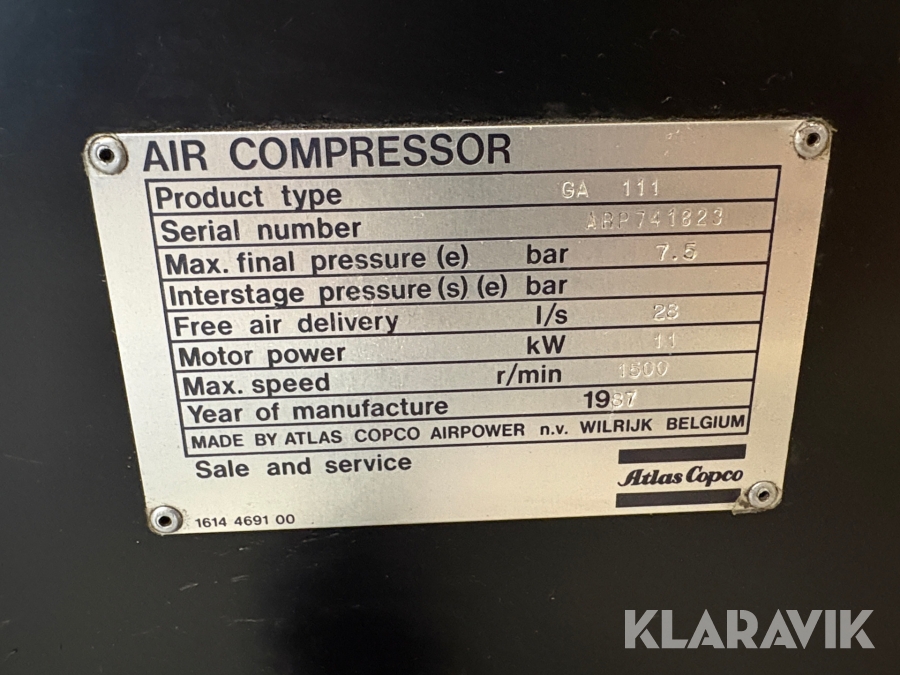 AIR COMPRESSOR
Product type GA 111
Serial number ARP741823
Max. final pressure (e) bar 7.5
Interstage pressure (s) (e) bar
Free air delivery l/s 28
Motor power kW 11
Max. speed r/min 1500
Year of manufacture 1987
MADE BY ATLAS COPCO AIRPOWER n.v. WILRIJK BELGIUM
Sale and service
Atlas Copco
1614 4691 00
KLARAVIK